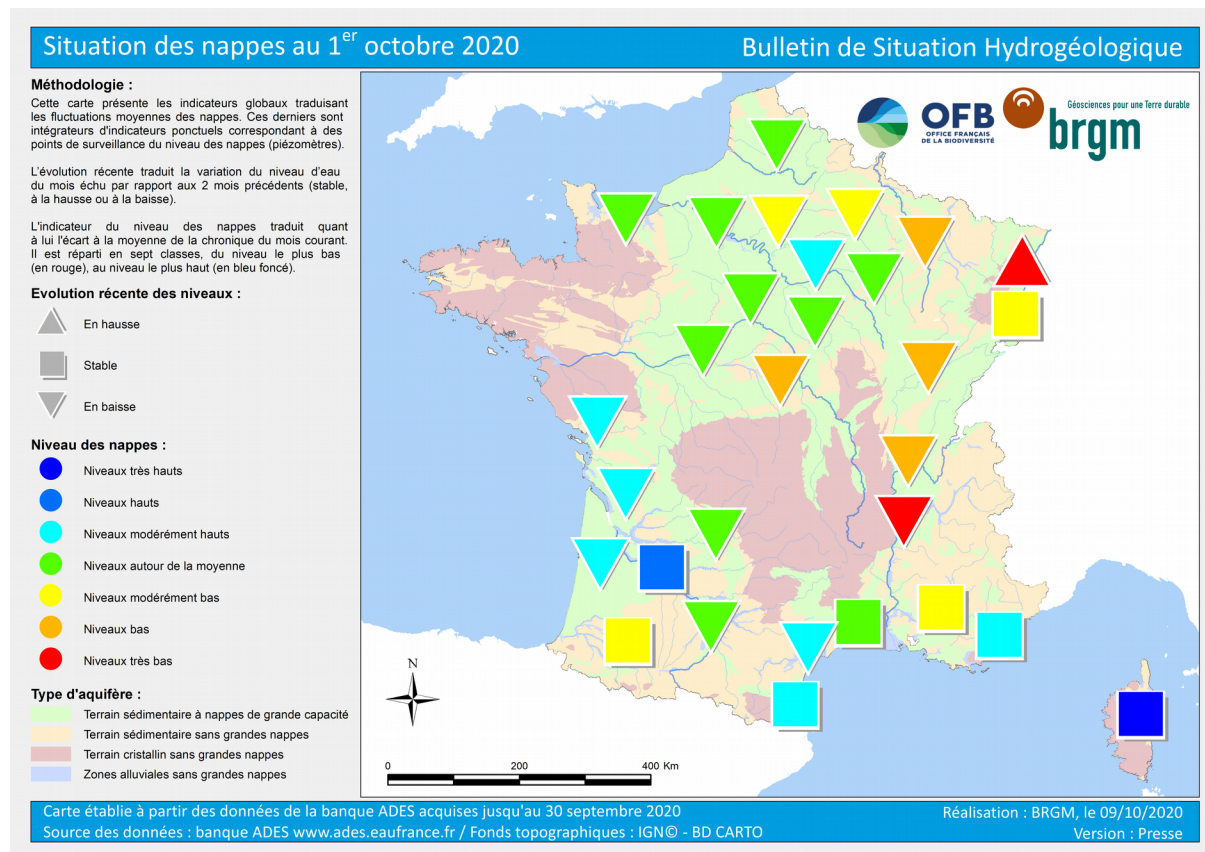 Situation des nappes au 1er octobre 2020
Bulletin de Situation Hydrogéologique
Méthodologie :
Cette carte présente les indicateurs globaux traduisant
les fluctuations moyennes des nappes. Ces derniers sont
intégrateurs d'indicateurs ponctuels correspondant à des
points de surveillance du niveau des nappes (piézomètres).
L'évolution récente traduit la variation du niveau d'eau
du mois échu par rapport aux 2 mois précédents (stable,
à la hausse ou à la baisse).
L'indicateur du niveau des nappes traduit quant
à lui l'écart à la moyenne de la chronique du mois courant.
Il est réparti en sept classes, du niveau le plus bas
(en rouge), au niveau le plus haut (en bleu foncé).
Evolution récente des niveaux :
En hausse
Stable
En baisse
Niveau des nappes :
Niveaux très hauts
Niveaux hauts
Niveaux modérément hauts
Niveaux autour de la moyenne
Niveaux modérément bas
Niveaux bas
Niveaux très bas
Type d'aquifère :
Terrain sédimentaire à nappes de grande capacité
Terrain sédimentaire sans grandes nappes
Terrain cristallin sans grandes nappes
Zones alluviales sans grandes nappes
OFB
OFFICE FRANÇAIS
DE LA BIODIVERSITÉ
Géosciences pour une Terre durable
brgm
N
0 200 400 Km
Carte établie à partir des données de la banque ADES acquises jusqu'au 30 septembre 2020
Source des données : banque ADES www.ades.eaufrance.fr / Fonds topographiques : IGN© - BD CARTO
Réalisation : BRGM, le 09/10/2020
Version : Presse